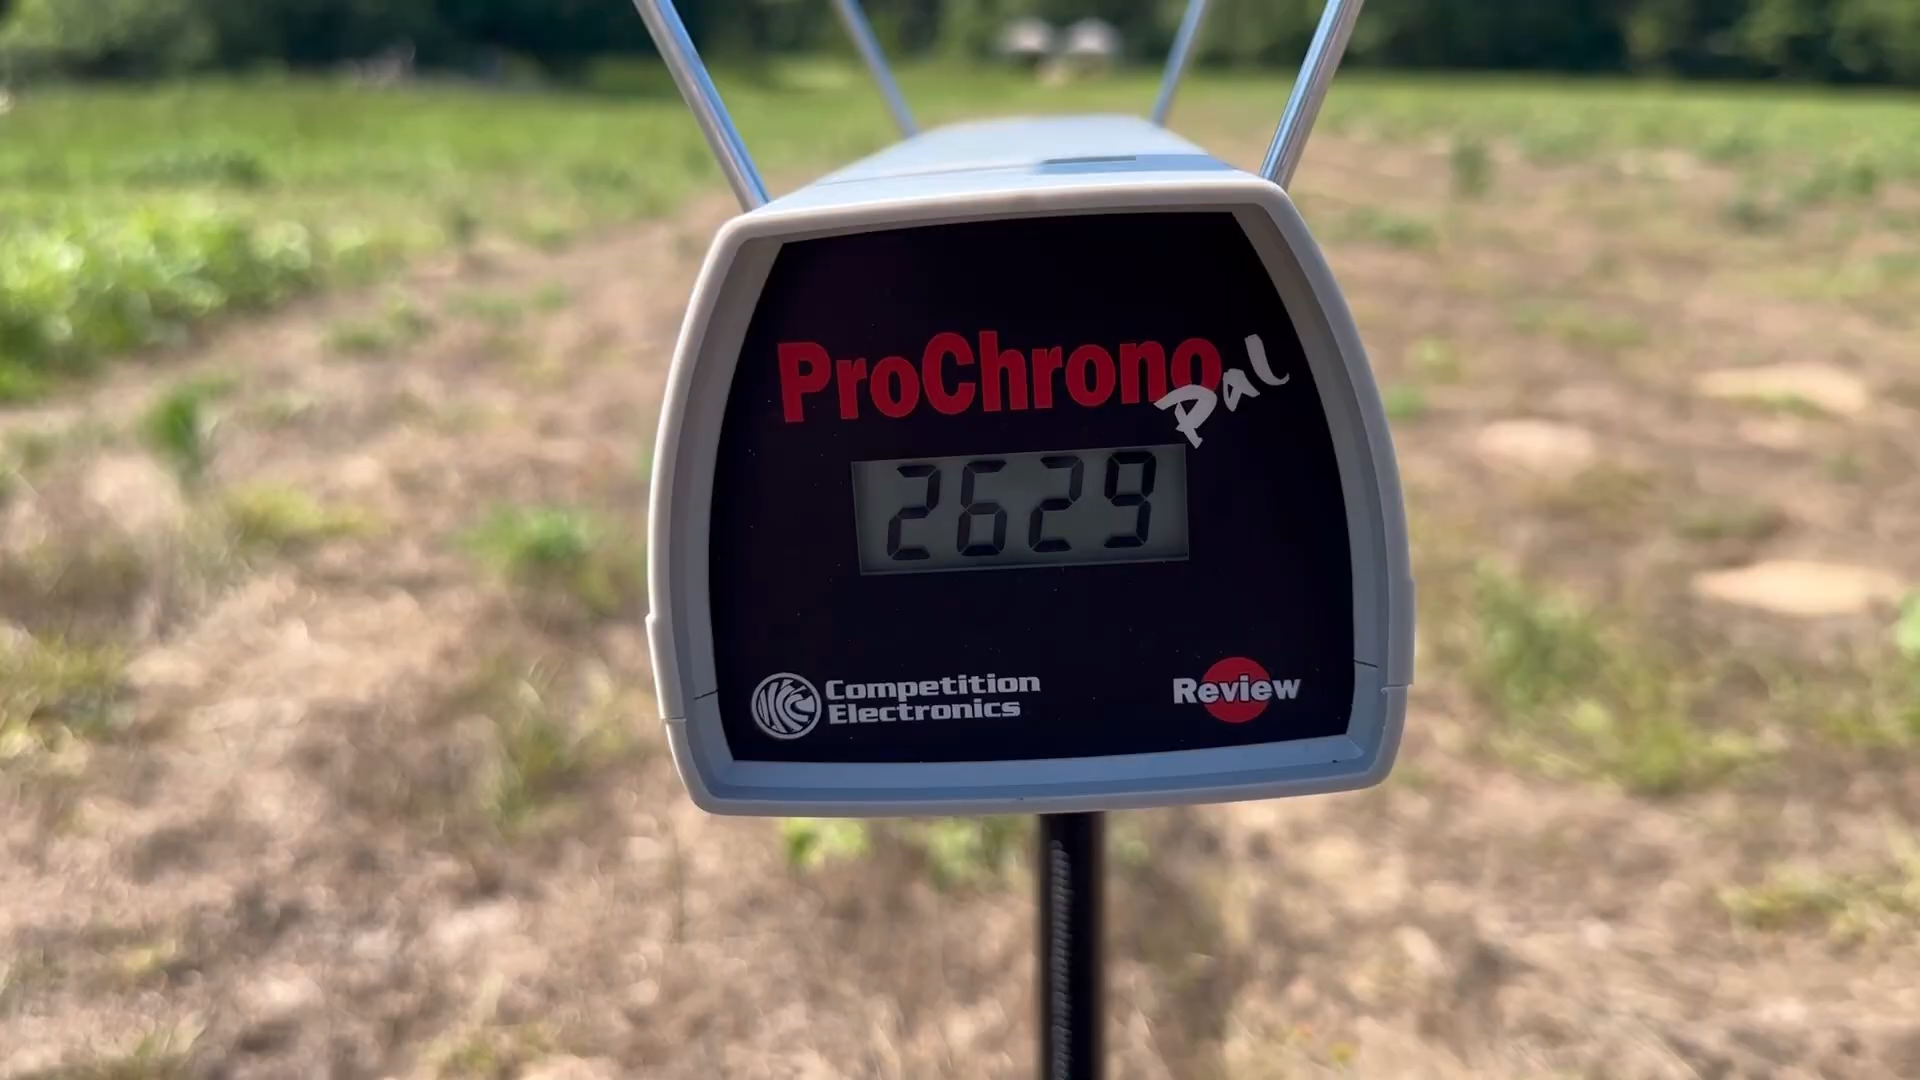 ProChrono
Pal
2629
Competition
Electronics
Review